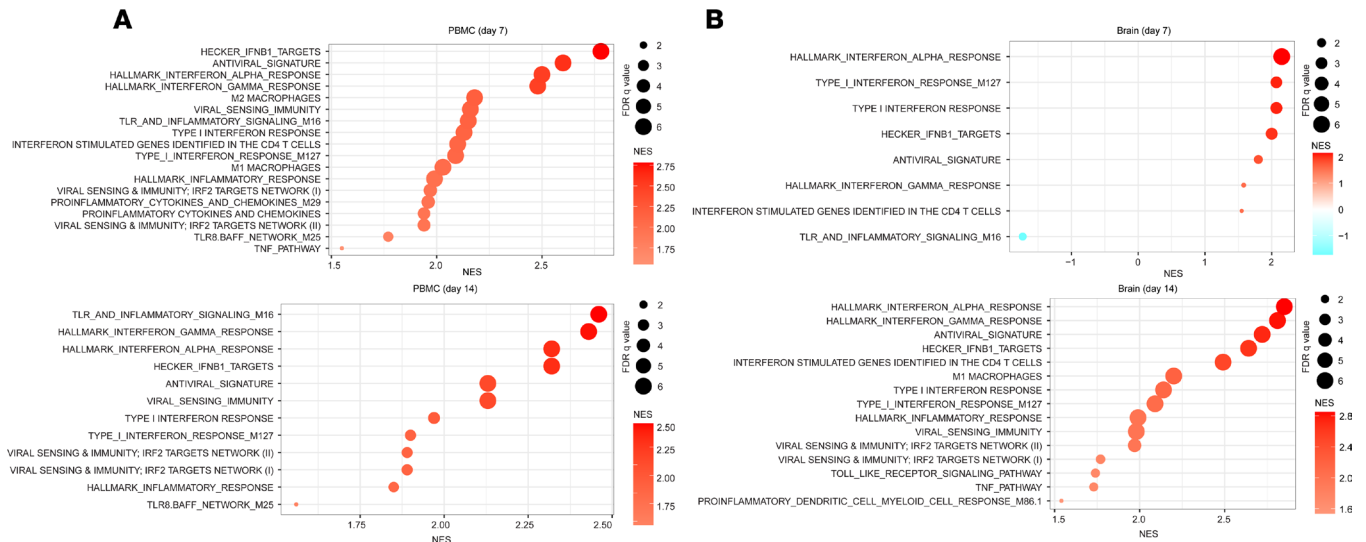 A
PBMC (day 7)
HECKER_IFNB1_TARGETS
ANTIVIRAL_SIGNATURE
HALLMARK_INTERFERON_ALPHA_RESPONSE
HALLMARK_INTERFERON_GAMMA_RESPONSE
M2 MACROPHAGES
VIRAL_SENSING_IMMUNITY
TLR_AND_INFLAMMATORY_SIGNALING_M16
TYPE I INTERFERON RESPONSE
INTERFERON STIMULATED GENES IDENTIFIED IN THE CD4 T CELLS
TYPE_I_INTERFERON_RESPONSE_M127
M1 MACROPHAGES
HALLMARK_INFLAMMATORY_RESPONSE
VIRAL SENSING & IMMUNITY; IRF2 TARGETS NETWORK (I)
PROINFLAMMATORY_CYTOKINES_AND_CHEMOKINES_M29
PROINFLAMMATORY CYTOKINES AND CHEMOKINES
VIRAL SENSING & IMMUNITY; IRF2 TARGETS NETWORK (II)
TLR8.BAFF_NETWORK_M25
TNF_PATHWAY
1.5 2.0 2.5
NES
FDR q value
2
3
4
5
6
NES
2.75
2.50
2.25
2.00
1.75
PBMC (day 14)
TLR_AND_INFLAMMATORY_SIGNALING_M16
HALLMARK_INTERFERON_GAMMA_RESPONSE
HALLMARK_INTERFERON_ALPHA_RESPONSE
HECKER_IFNB1_TARGETS
ANTIVIRAL_SIGNATURE
VIRAL_SENSING_IMMUNITY
TYPE I INTERFERON RESPONSE
TYPE_I_INTERFERON_RESPONSE_M127
VIRAL SENSING & IMMUNITY; IRF2 TARGETS NETWORK (II)
VIRAL SENSING & IMMUNITY; IRF2 TARGETS NETWORK (I)
HALLMARK_INFLAMMATORY_RESPONSE
TLR8.BAFF_NETWORK_M25
1.75 2.00 2.25 2.50
NES
FDR q value
2
3
4
5
6
NES
2.50
2.25
2.00
1.75
B
Brain (day 7)
HALLMARK_INTERFERON_ALPHA_RESPONSE
TYPE_I_INTERFERON_RESPONSE_M127
TYPE I INTERFERON RESPONSE
HECKER_IFNB1_TARGETS
ANTIVIRAL_SIGNATURE
HALLMARK_INTERFERON_GAMMA_RESPONSE
INTERFERON STIMULATED GENES IDENTIFIED IN THE CD4 T CELLS
TLR_AND_INFLAMMATORY_SIGNALING_M16
−1 0 1 2
NES
FDR q value
2
3
4
5
6
NES
2
1
0
−1
Brain (day 14)
HALLMARK_INTERFERON_ALPHA_RESPONSE
HALLMARK_INTERFERON_GAMMA_RESPONSE
ANTIVIRAL_SIGNATURE
HECKER_IFNB1_TARGETS
INTERFERON STIMULATED GENES IDENTIFIED IN THE CD4 T CELLS
M1 MACROPHAGES
TYPE I INTERFERON RESPONSE
TYPE_I_INTERFERON_RESPONSE_M127
HALLMARK_INFLAMMATORY_RESPONSE
VIRAL_SENSING_IMMUNITY
VIRAL SENSING & IMMUNITY; IRF2 TARGETS NETWORK (II)
VIRAL SENSING & IMMUNITY; IRF2 TARGETS NETWORK (I)
TOLL_LIKE_RECEPTOR_SIGNALING_PATHWAY
TNF_PATHWAY
PROINFLAMMATORY_DENDRITIC_CELL_MYELOID_CELL_RESPONSE_M86.1
1.5 2.0 2.5
NES
FDR q value
2
3
4
5
6
NES
2.8
2.4
2.0
1.6